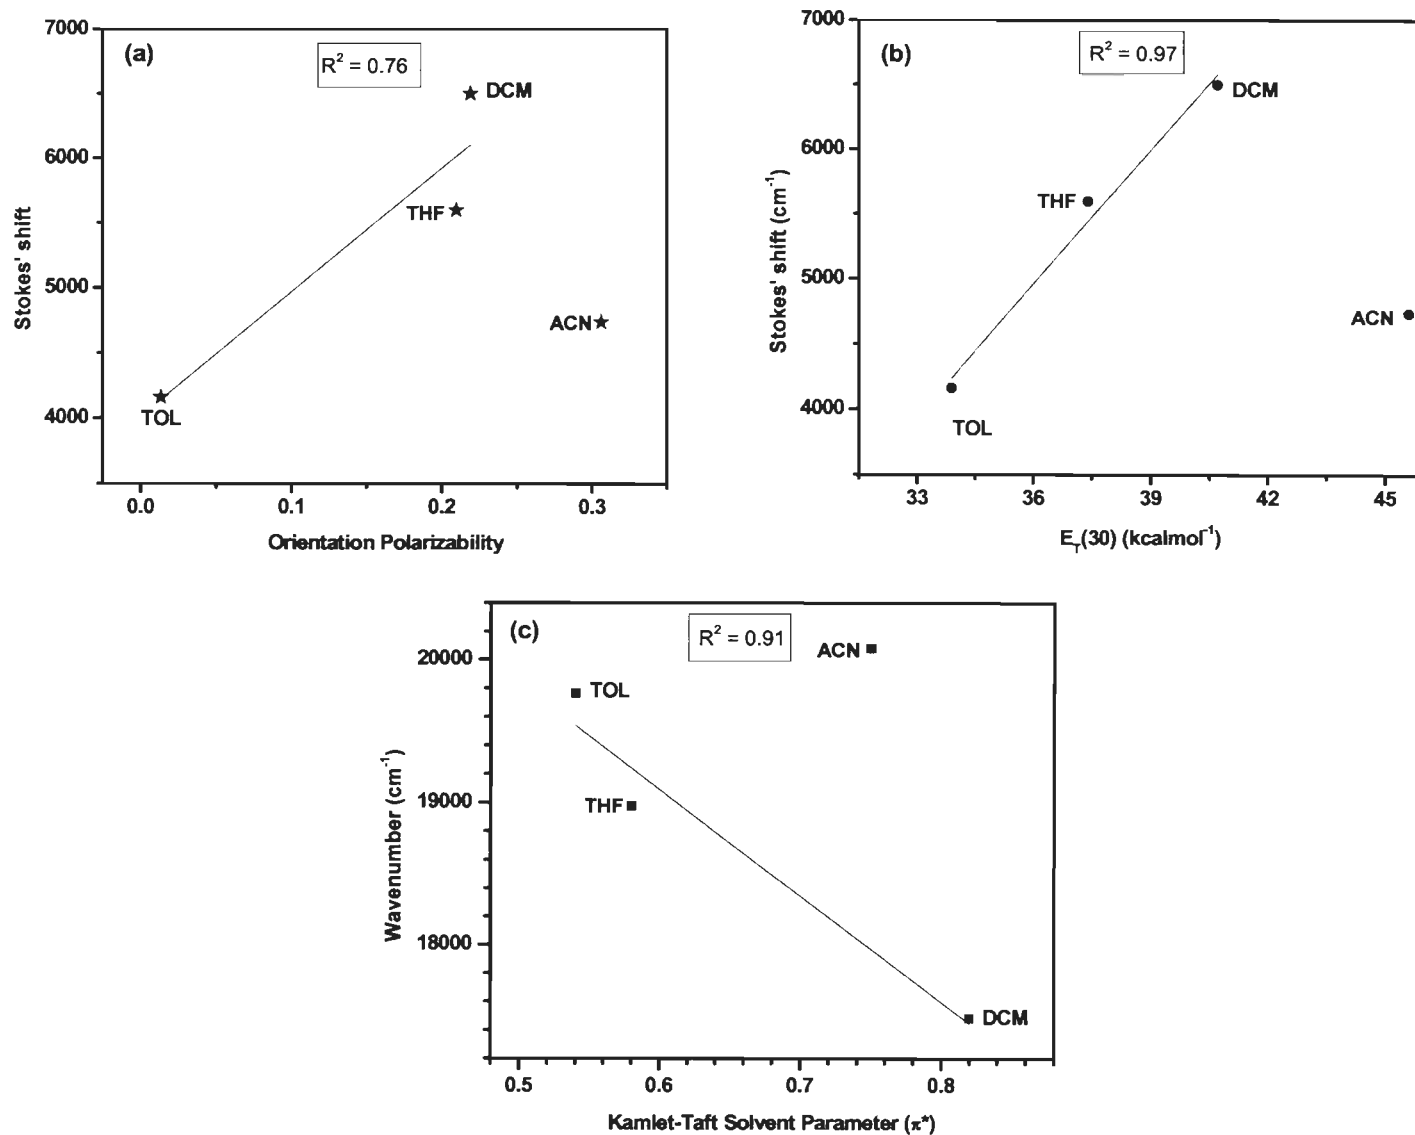 (a)
R² = 0.76
7000
6000
5000
4000
Stokes' shift
DCM
THF
ACN
TOL
0.0 0.1 0.2 0.3
Orientation Polarizability
(b)
R² = 0.97
7000
6000
5000
4000
Stokes' shift (cm⁻¹)
DCM
THF
ACN
TOL
33 36 39 42 45
E_T(30) (kcalmol⁻¹)
(c)
R² = 0.91
20000
19000
18000
Wavenumber (cm⁻¹)
ACN
TOL
THF
DCM
0.5 0.6 0.7 0.8
Kamlet-Taft Solvent Parameter (π*)